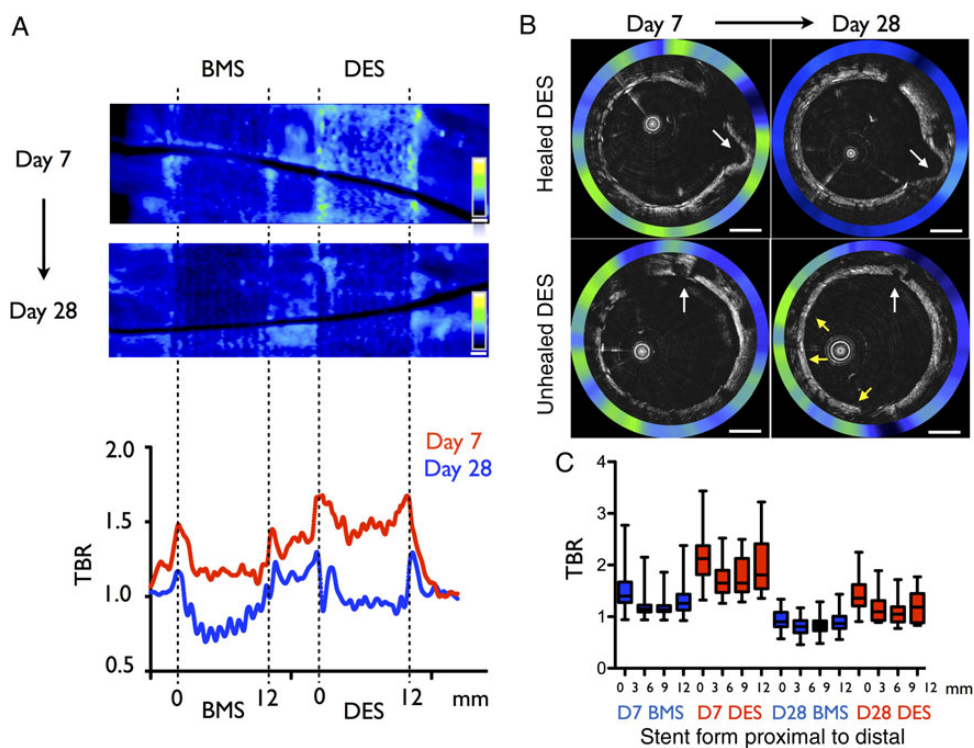 A
BMS DES
Day 7
Day 28
2.0
1.5
1.0
0.5
TBR
Day 7
Day 28
0 12 0 12 mm
BMS DES
B
Day 7 Day 28
Healed DES
Unhealed DES
C
4
3
2
1
0
TBR
0 3 6 9 12 0 3 6 9 12 0 3 6 9 12 0 3 6 9 12 mm
D7 BMS D7 DES D28 BMS D28 DES
Stent form proximal to distal